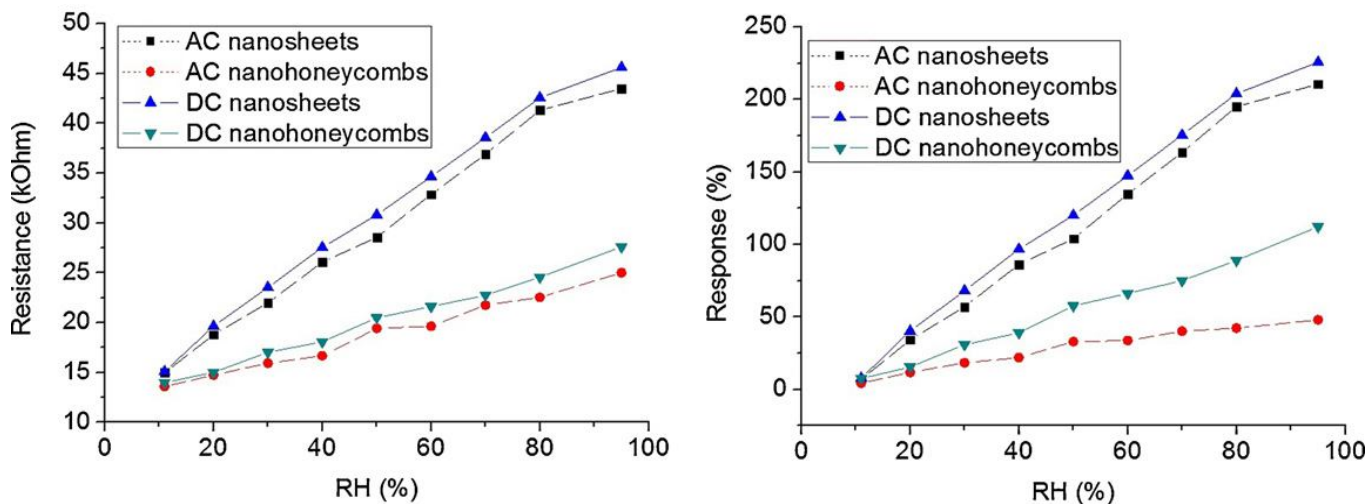 50
45
40
35
30
25
20
15
10
Resistance (kOhm)
AC nanosheets
AC nanohoneycombs
DC nanosheets
DC nanohoneycombs
0 20 40 60 80 100
RH (%)
250
200
150
100
50
0
Response (%)
AC nanosheets
AC nanohoneycombs
DC nanosheets
DC nanohoneycombs
0 20 40 60 80 100
RH (%)